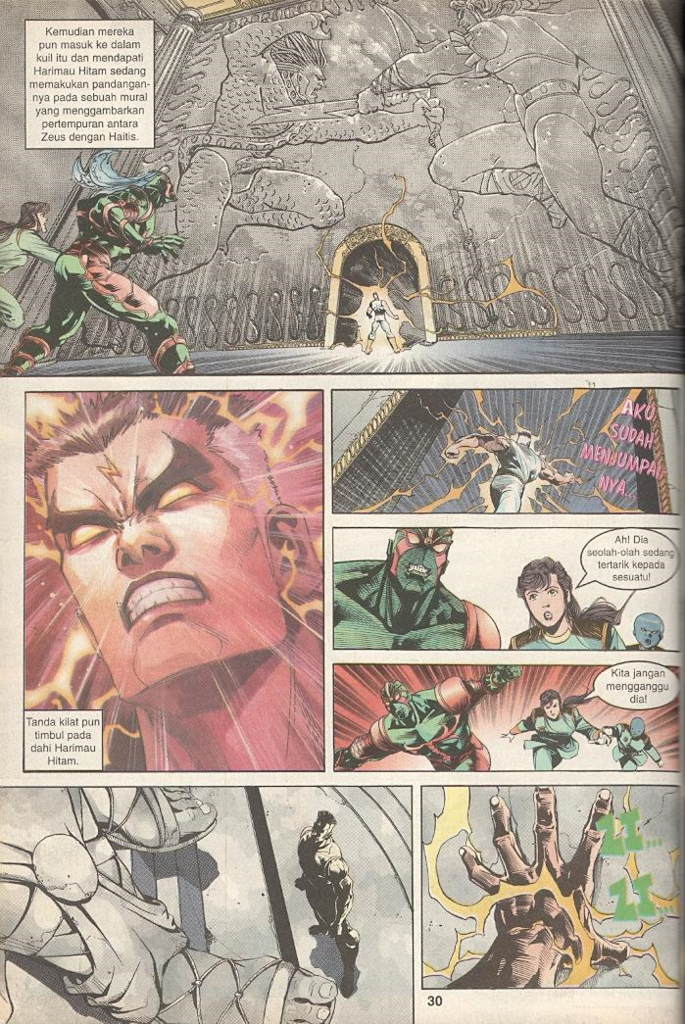 Kemudian mereka
pun masuk ke dalam
kuil itu dan mendapati
Harimau Hitam sedang
memakukan pandangan-
nya pada sebuah mural
yang menggambarkan
pertempuran antara
Zeus dengan Haitis.
AKU
SUDAH
MENJUMPAI
NYA...
Tanda kilat pun
timbul pada
dahi Harimau
Hitam.
Ah! Dia
seolah-olah sedang
tertarik kepada
sesuatu!
Kita jangan
mengganggu
dia!
ZI...
ZI...
30